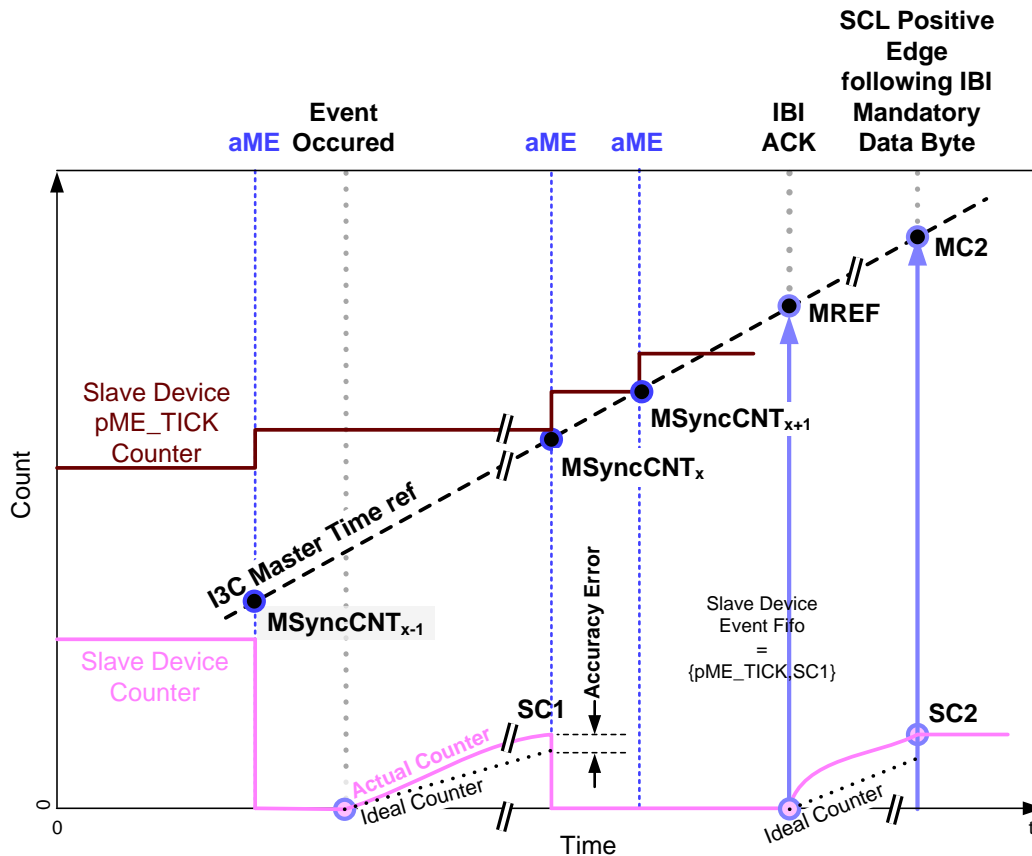 SCL Positive
Edge
following IBI
Mandatory
Data Byte
Event
Occured
IBI
ACK
aME
aME
aME
MC2
MREF
Slave Device
pME_TICK
Counter
MSyncCNTx+1
MSyncCNTx
I3C Master Time ref
MSyncCNTx-1
Count
Accuracy Error
Slave Device
Event Fifo
=
{pME_TICK,SC1}
Slave Device
Counter
SC1
SC2
Actual Counter
Ideal Counter
Ideal Counter
0
0
Time
t